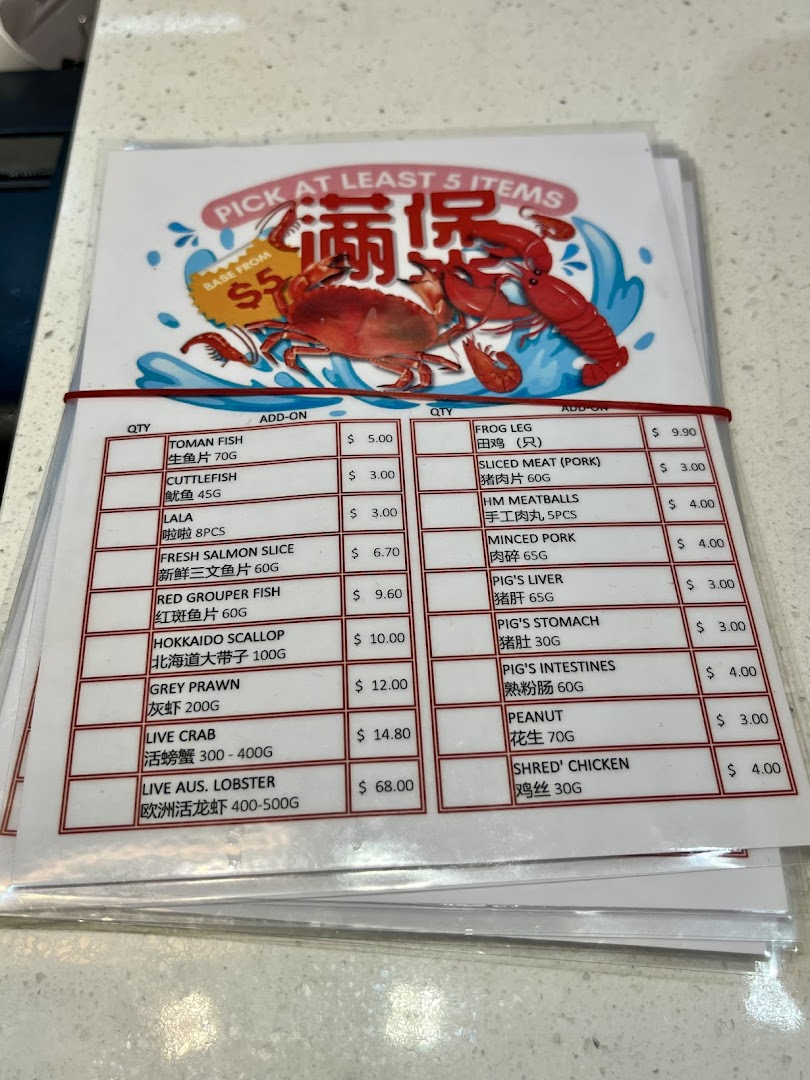 PICK AT LEAST 5 ITEMS
满煲
BASE FROM
$5
QTY ADD-ON
TOMAN FISH $ 5.00
生鱼片 70G
CUTTLEFISH $ 3.00
鱿鱼 45G
LALA $ 3.00
啦啦 8PCS
FRESH SALMON SLICE $ 6.70
新鲜三文鱼片 60G
RED GROUPER FISH $ 9.60
红斑鱼片 60G
HOKKAIDO SCALLOP $ 10.00
北海道大带子 100G
GREY PRAWN $ 12.00
灰虾 200G
LIVE CRAB $ 14.80
活螃蟹 300 - 400G
LIVE AUS. LOBSTER $ 68.00
欧洲活龙虾 400-500G
QTY ADD-ON
FROG LEG $ 9.90
田鸡 （只）
SLICED MEAT (PORK) $ 3.00
猪肉片 60G
HM MEATBALLS $ 4.00
手工肉丸 5PCS
MINCED PORK $ 4.00
肉碎 65G
PIG'S LIVER $ 3.00
猪肝 65G
PIG'S STOMACH $ 3.00
猪肚 30G
PIG'S INTESTINES $ 4.00
熟粉肠 60G
PEANUT $ 3.00
花生 70G
SHRED' CHICKEN $ 4.00
鸡丝 30G